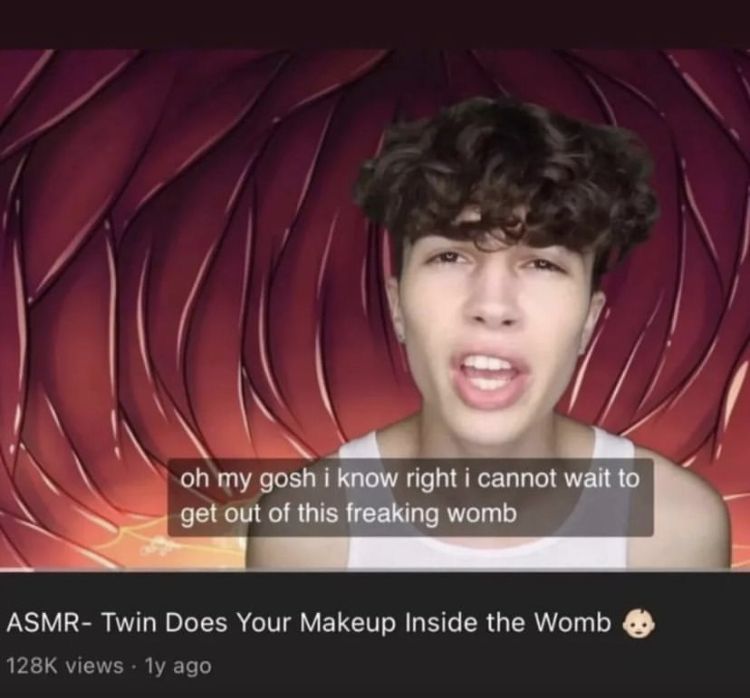 oh my gosh i know right i cannot wait to
get out of this freaking womb
ASMR- Twin Does Your Makeup Inside the Womb 👶🏻
128K views · 1y ago